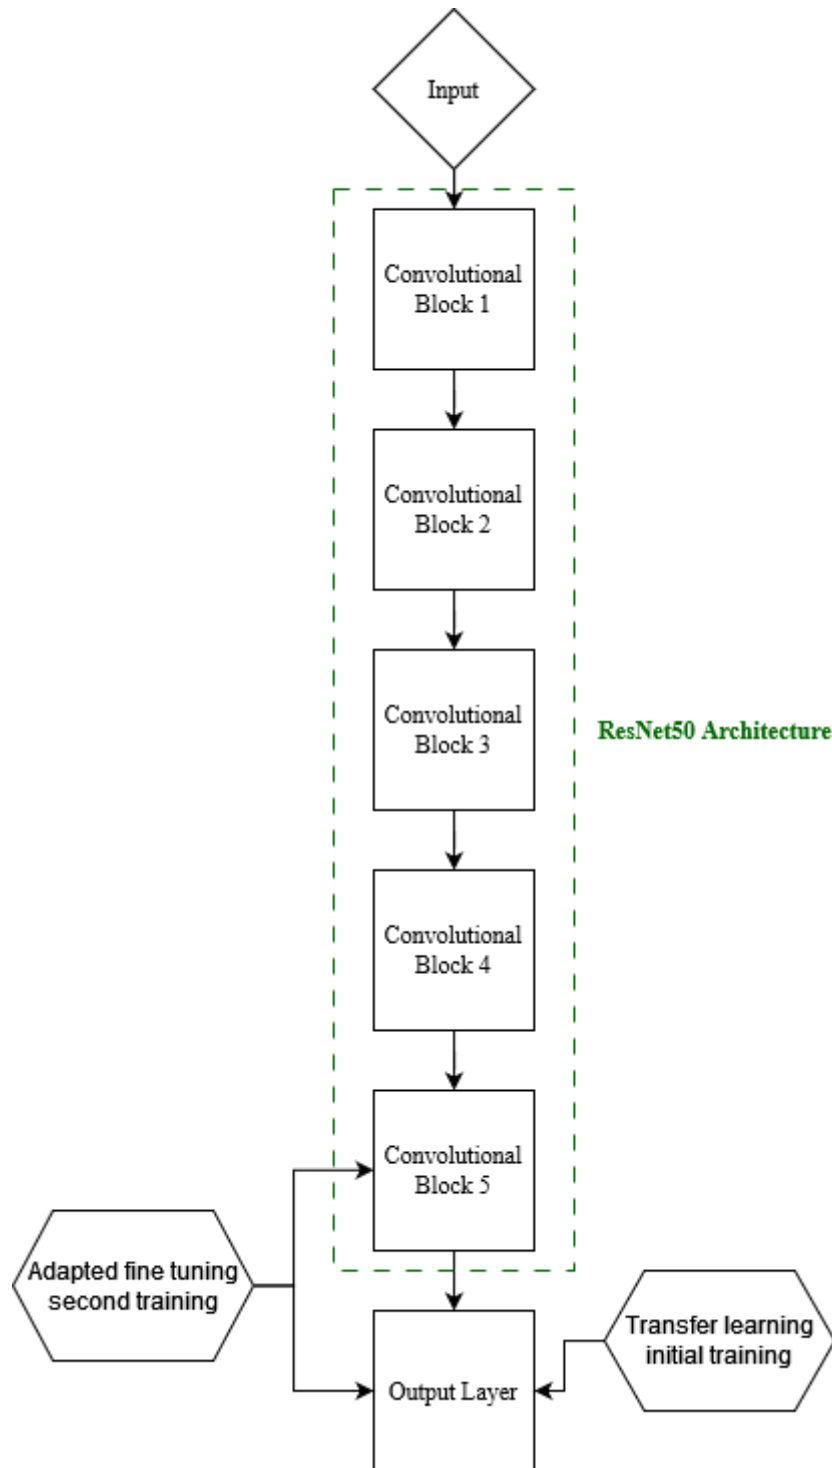 Input
Convolutional
Block 1
Convolutional
Block 2
Convolutional
Block 3
ResNet50 Architecture
Convolutional
Block 4
Convolutional
Block 5
Adapted fine tuning
second training
Transfer learning
initial training
Output Layer